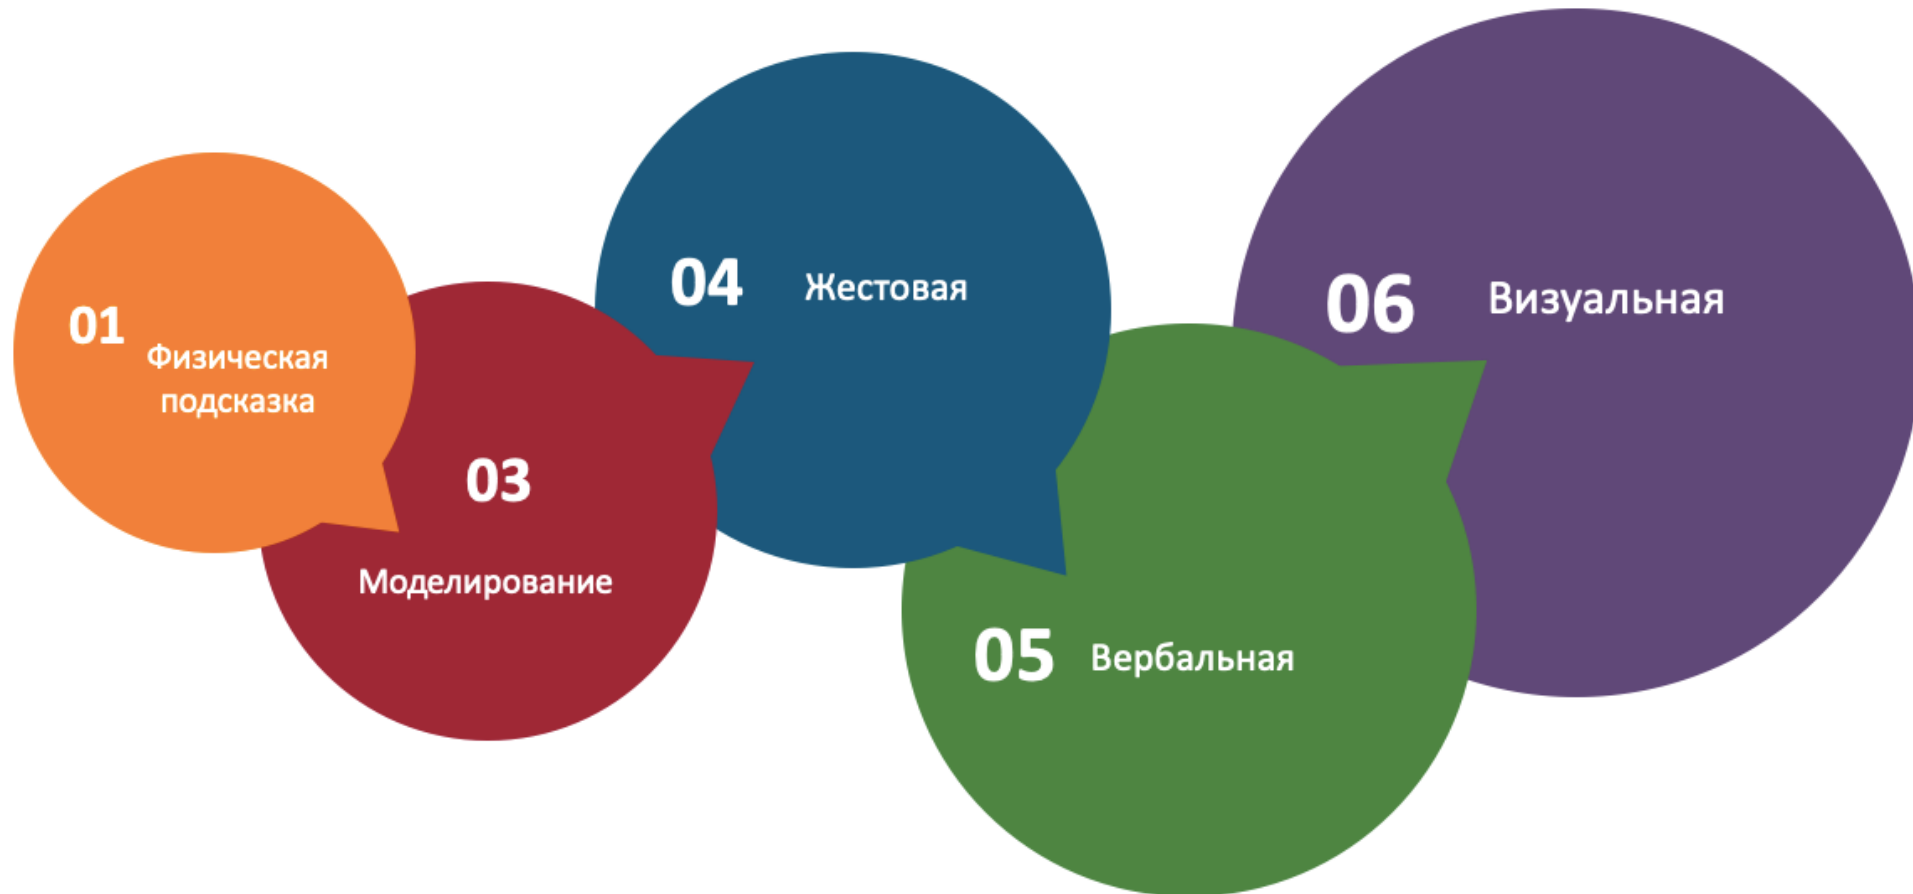 01
Физическая
подсказка
03
Моделирование
04
Жестовая
05
Вербальная
06
Визуальная